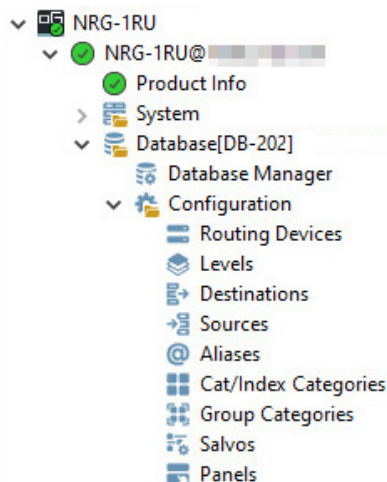 NRG-1RU
NRG-1RU@
Product Info
System
Database[DB-202]
Database Manager
Configuration
Routing Devices
Levels
Destinations
Sources
Aliases
Cat/Index Categories
Group Categories
Salvos
Panels